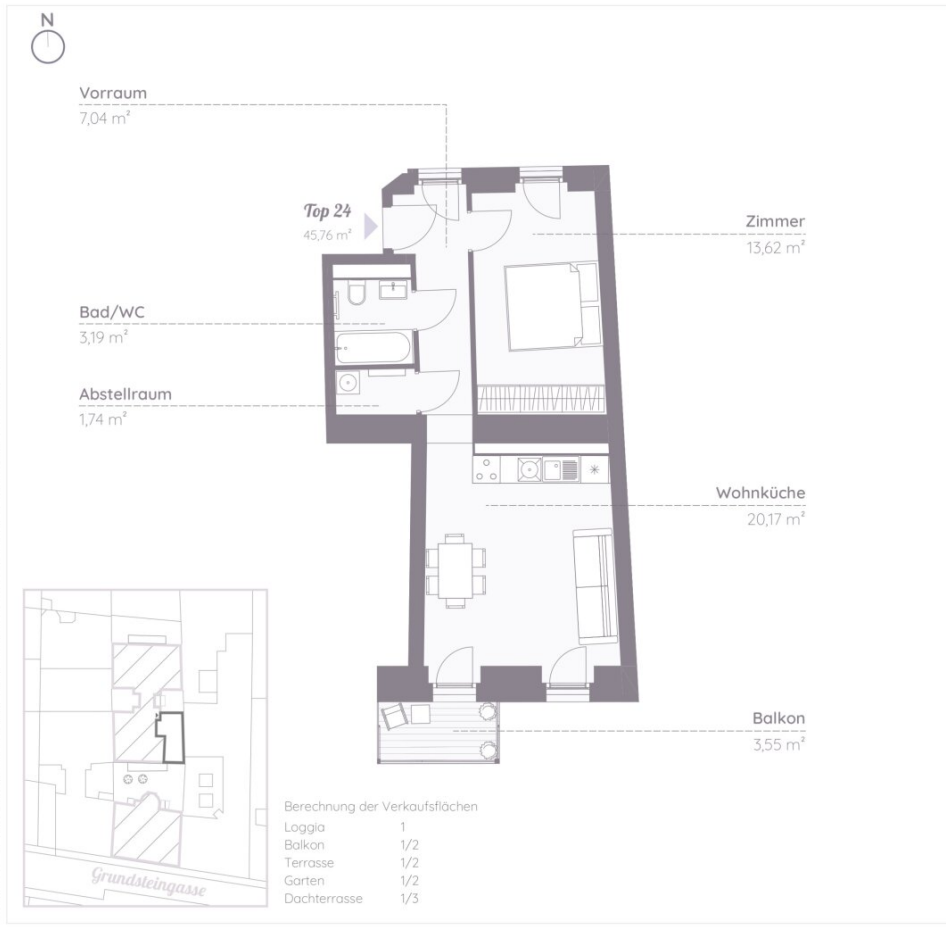 N
Vorraum
7,04 m²
Top 24
45,76 m²
Zimmer
13,62 m²
Bad/WC
3,19 m²
Abstellraum
1,74 m²
Wohnküche
20,17 m²
Balkon
3,55 m²
Berechnung der Verkaufsflächen
Loggia 1
Balkon 1/2
Terrasse 1/2
Garten 1/2
Dachterrasse 1/3
Grundsteingasse